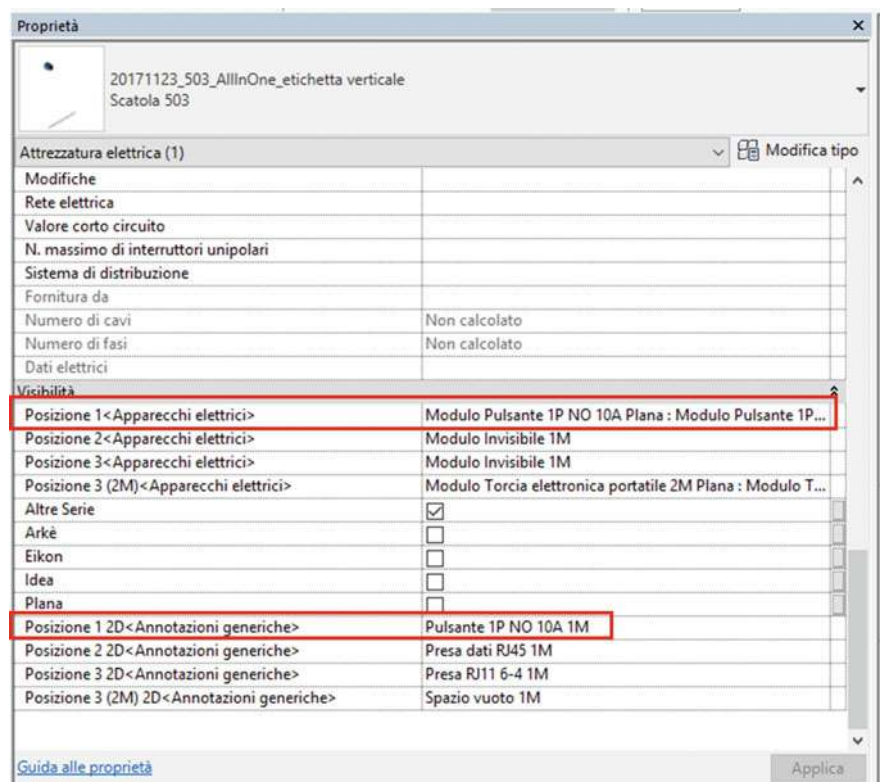 Proprietà
20171123_503_AllInOne_etichetta verticale
Scatola 503
Attrezzatura elettrica (1) Modifica tipo
Modifiche
Rete elettrica
Valore corto circuito
N. massimo di interruttori unipolari
Sistema di distribuzione
Fornitura da
Numero di cavi Non calcolato
Numero di fasi Non calcolato
Dati elettrici
Visibilità
Posizione 1<Apparecchi elettrici> Modulo Pulsante 1P NO 10A Plana : Modulo Pulsante 1P...
Posizione 2<Apparecchi elettrici> Modulo Invisibile 1M
Posizione 3<Apparecchi elettrici> Modulo Invisibile 1M
Posizione 3 (2M)<Apparecchi elettrici> Modulo Torcia elettronica portatile 2M Plana : Modulo T...
Altre Serie
Arkè
Eikon
Idea
Plana
Posizione 1 2D<Annotazioni generiche> Pulsante 1P NO 10A 1M
Posizione 2 2D<Annotazioni generiche> Presa dati RJ45 1M
Posizione 3 2D<Annotazioni generiche> Presa RJ11 6-4 1M
Posizione 3 (2M) 2D<Annotazioni generiche> Spazio vuoto 1M
Guida alle proprietà Applica